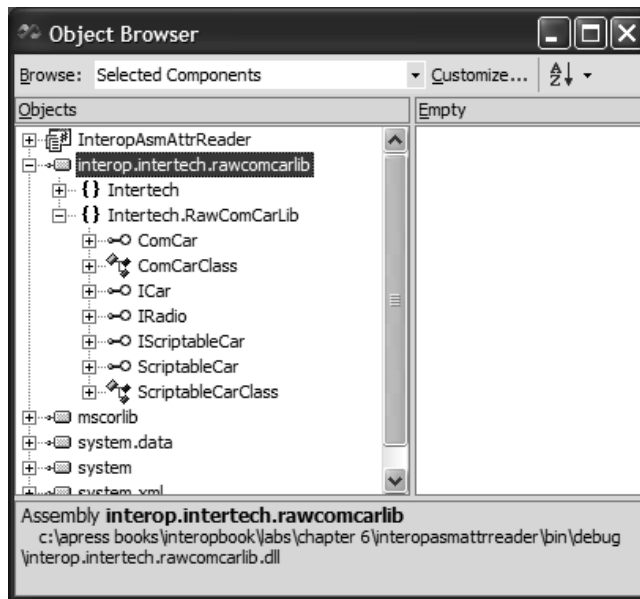 Object Browser
Browse: Selected Components Customize...
Objects
Empty
InteropAsmAttrReader
interop.intertech.rawcomcarlib
{} Intertech
{} Intertech.RawComCarLib
ComCar
ComCarClass
ICar
IRadio
IScriptableCar
ScriptableCar
ScriptableCarClass
mscorlib
system.data
system
system.xml
Assembly interop.intertech.rawcomcarlib
c:\apress books\interopbook\labs\chapter 6\interopasmattrreader\bin\debug
\interop.intertech.rawcomcarlib.dll